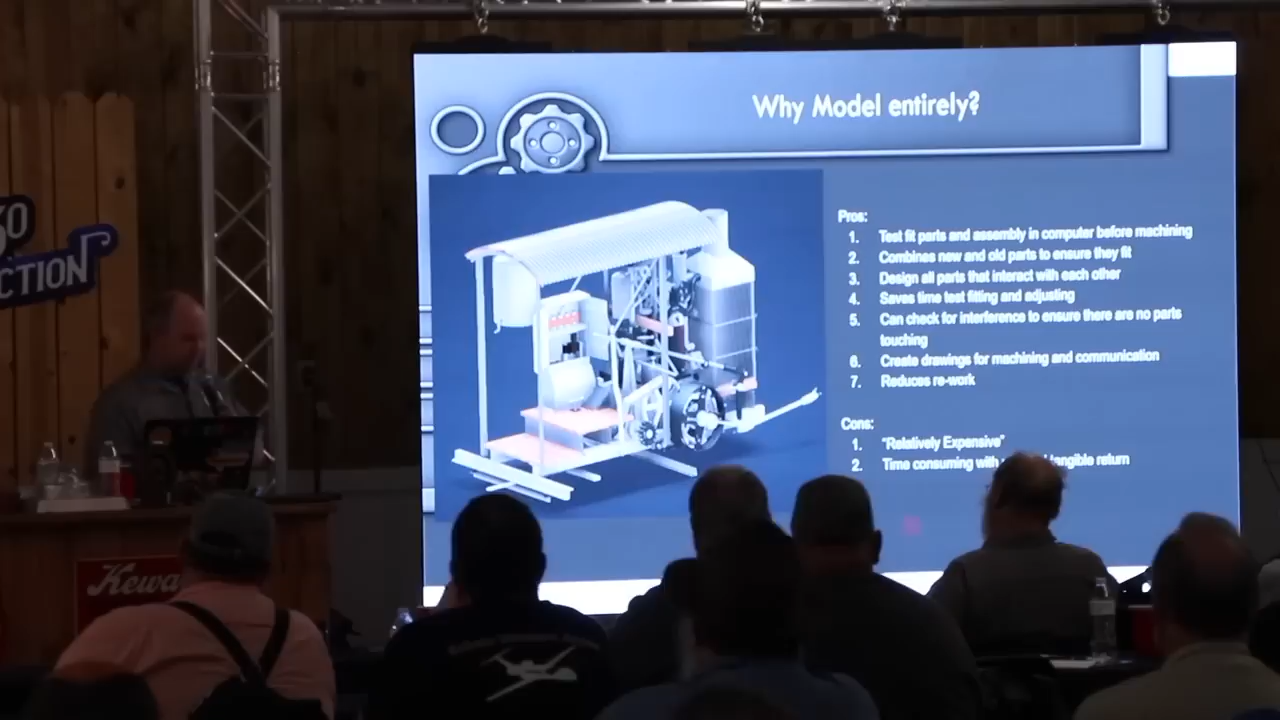 Why Model entirely?
Pros:
1. Test fit parts and assembly in computer before machining
2. Combines new and old parts to ensure they fit
3. Design all parts that interact with each other
4. Saves time test fitting and adjusting
5. Can check for interference to ensure there are no parts
touching
6. Create drawings for machining and communication
7. Reduces re-work
Cons:
1. "Relatively Expensive"
2. Time consuming with tangible return
CTION
Kewa